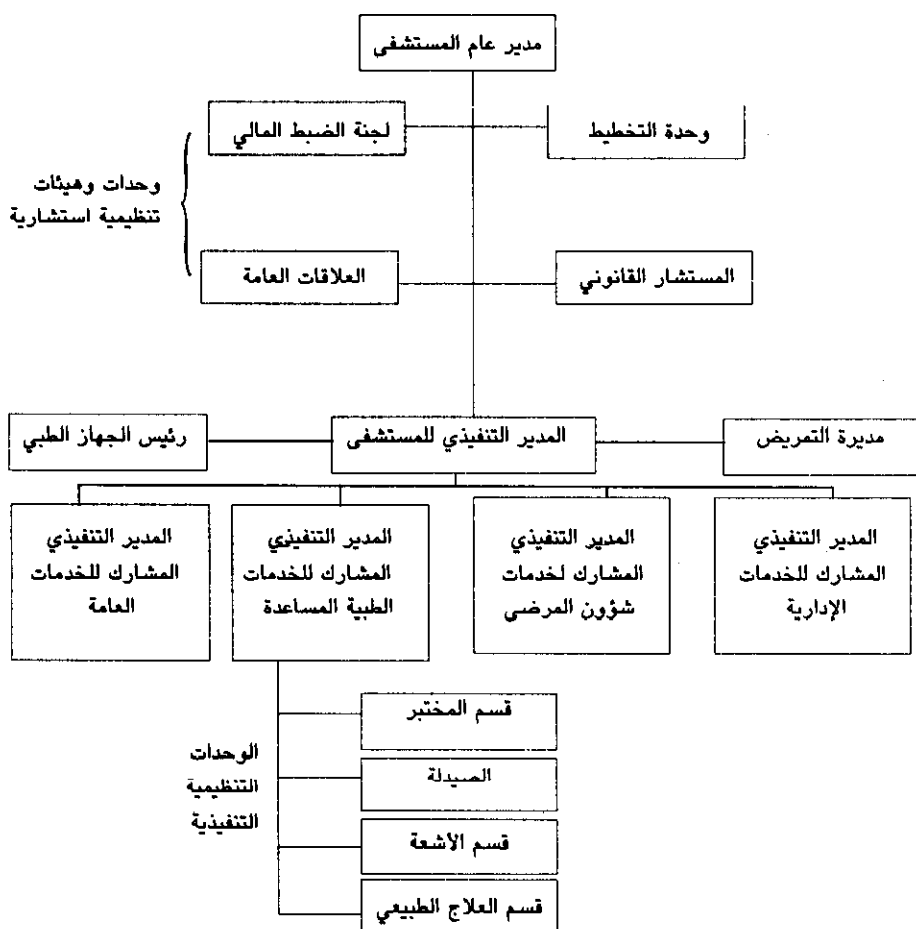 مدير عام المستشفى
وحدة التخطيط
لجنة الضبط المالي
وحدات وهيئات
تنظيمية استشارية
المستشار القانوني
العلاقات العامة
مديرة التمريض
المدير التنفيذي للمستشفى
رئيس الجهاز الطبي
المدير التنفيذي
المشارك للخدمات
الإدارية
المدير التنفيذي
المشارك لخدمات
شؤون المرضى
المدير التنفيذي
المشارك للخدمات
الطبية المساعدة
المدير التنفيذي
المشارك للخدمات
العامة
قسم المختبر
الصيدلة
قسم الأشعة
قسم العلاج الطبيعي
الوحدات
التنظيمية
التنفيذية